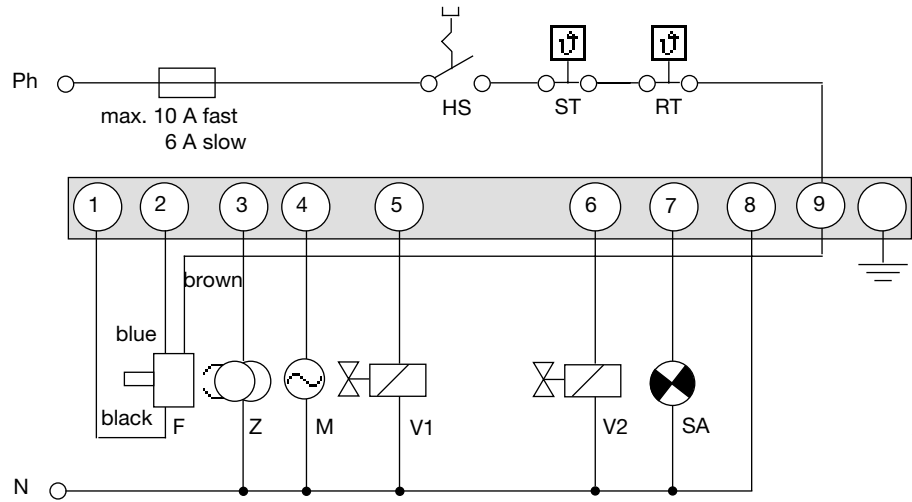 ϑ ϑ
Ph
HS ST RT
max. 10 A fast
6 A slow
1 2 3 4 5 6 7 8 9
brown
blue
black F Z M V1 V2 SA
N